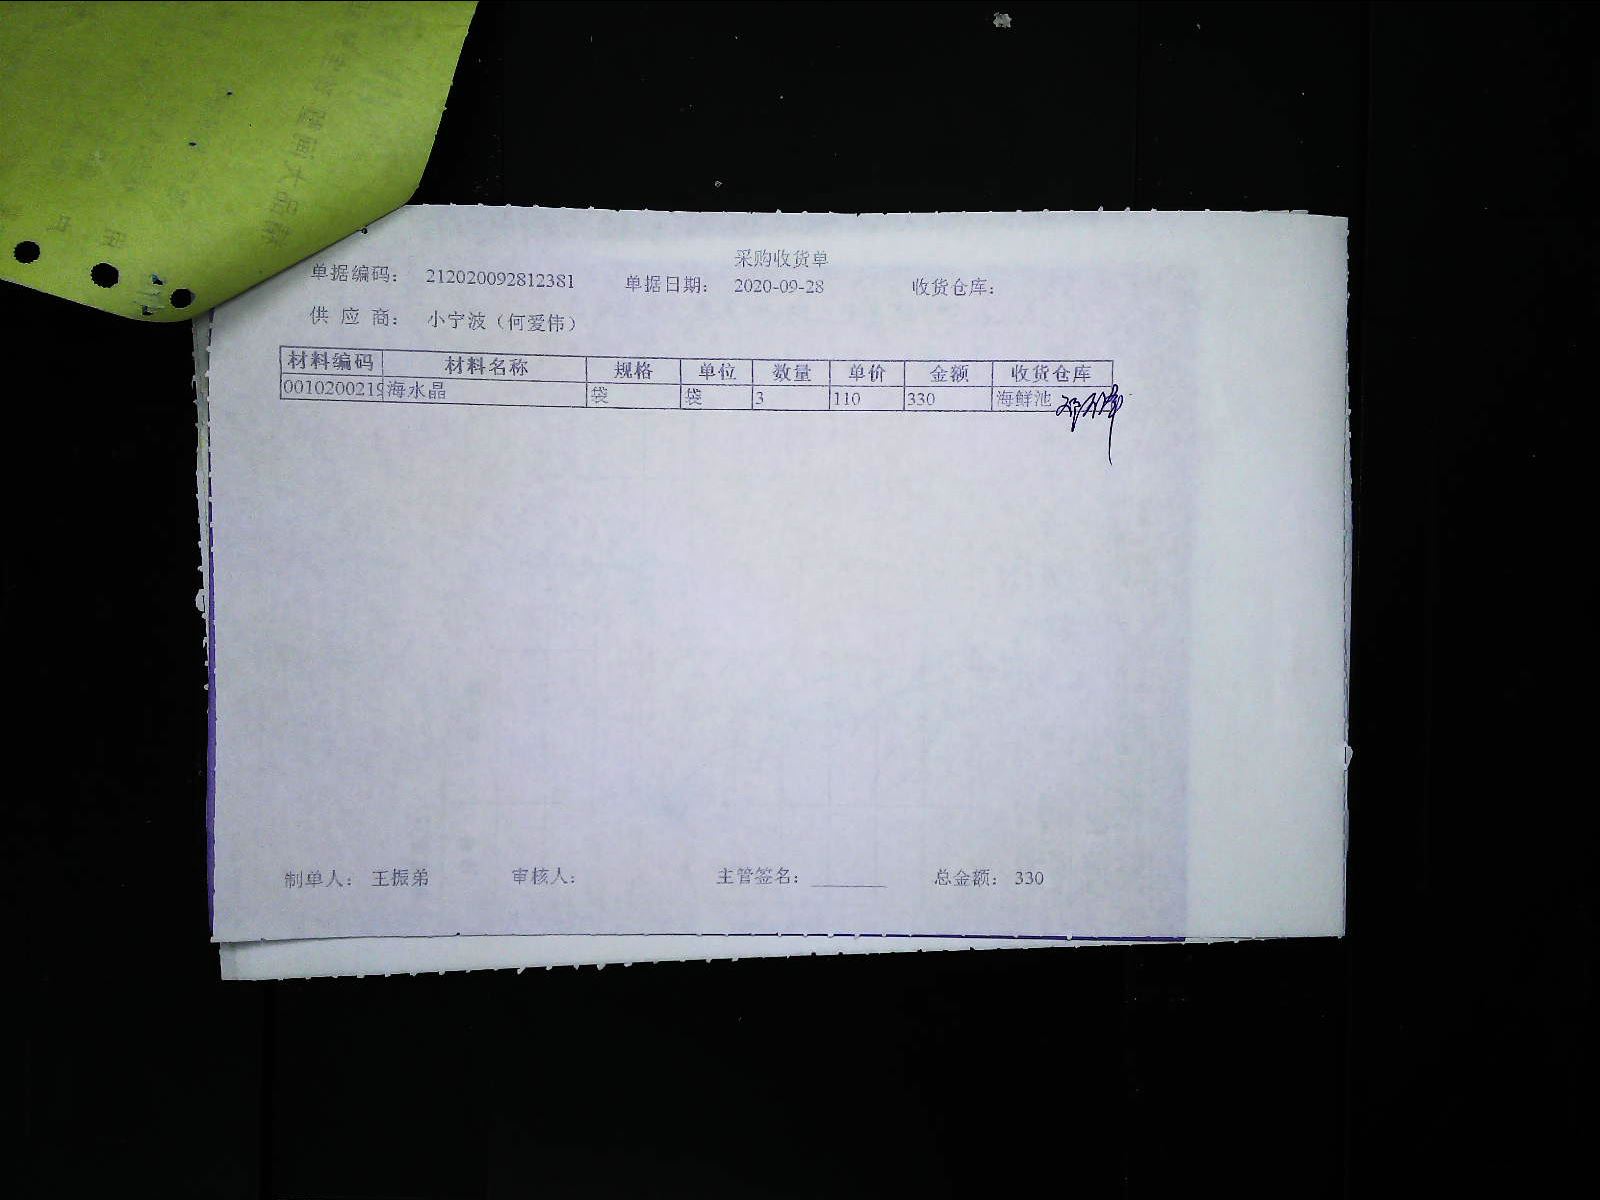 采购收货单
单据编码： 212020092812381 单据日期： 2020-09-28 收货仓库：
供 应 商： 小宁波（何爱伟）
材料编码 材料名称 规格 单位 数量 单价 金额 收货仓库
0010200219 海水晶 袋 袋 3 110 330 海鲜池
制单人： 王振弟 审核人： 主管签名： ________ 总金额： 330